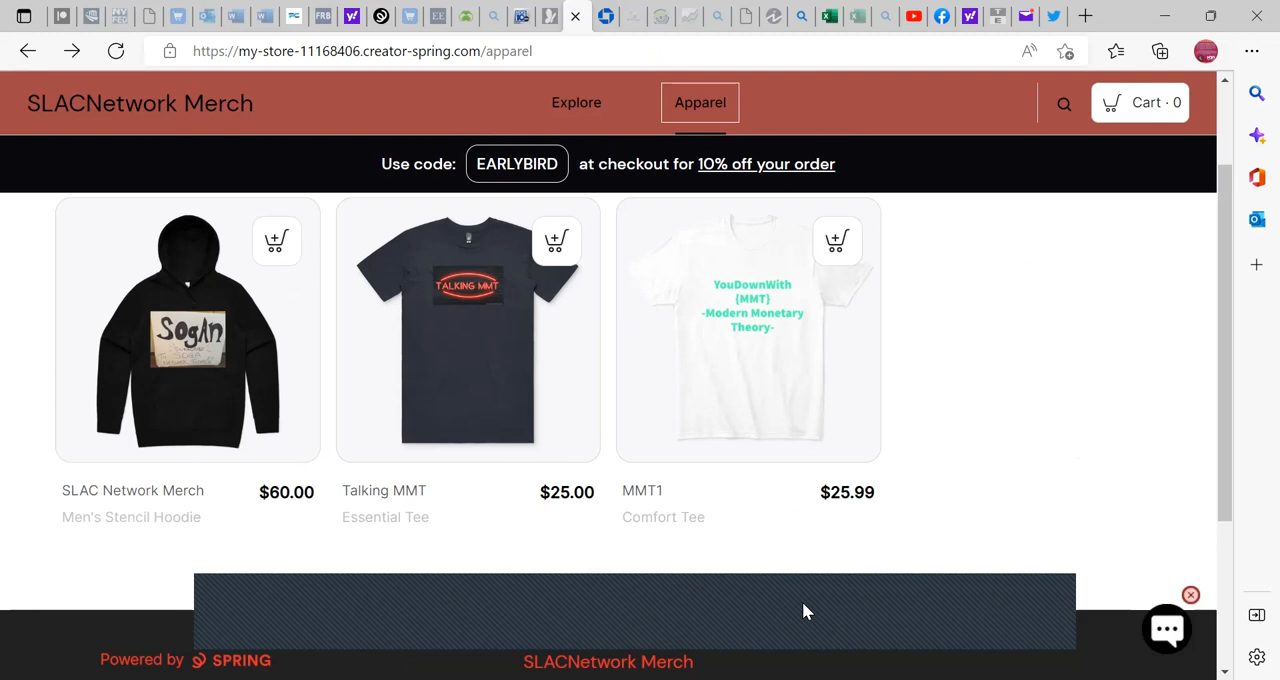 https://my-store-11168406.creator-spring.com/apparel
SLACNetwork Merch
Explore
Apparel
Cart · 0
Use code: EARLYBIRD at checkout for 10% off your order
SogAn
TALKING MMT
YouDownWith
{MMT}
-Modern Monetary
Theory-
SLAC Network Merch $60.00
Men's Stencil Hoodie
Talking MMT $25.00
Essential Tee
MMT1 $25.99
Comfort Tee
Powered by SPRING
SLACNetwork Merch